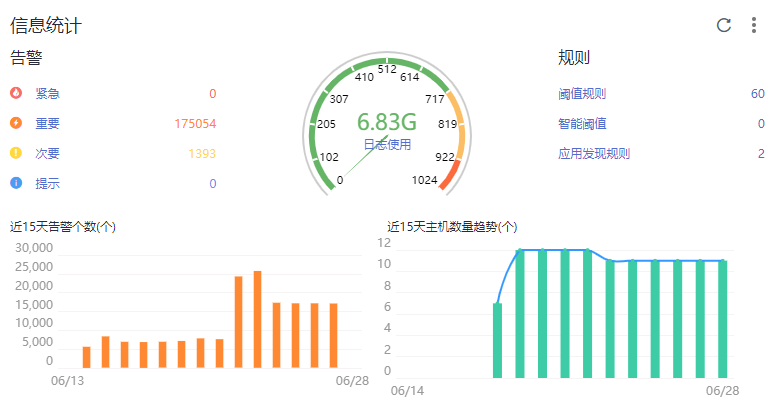 信息统计
告警
紧急 0
重要 175054
次要 1393
提示 0
512
410 614
307 717
6.83G
205 819
日志使用
102 922
0 1024
规则
阈值规则 60
智能阈值 0
应用发现规则 2
近15天告警个数(个)
30,000
25,000
20,000
15,000
10,000
5,000
0
06/13 06/28
近15天主机数量趋势(个)
12
10
8
6
4
2
0
06/14 06/28